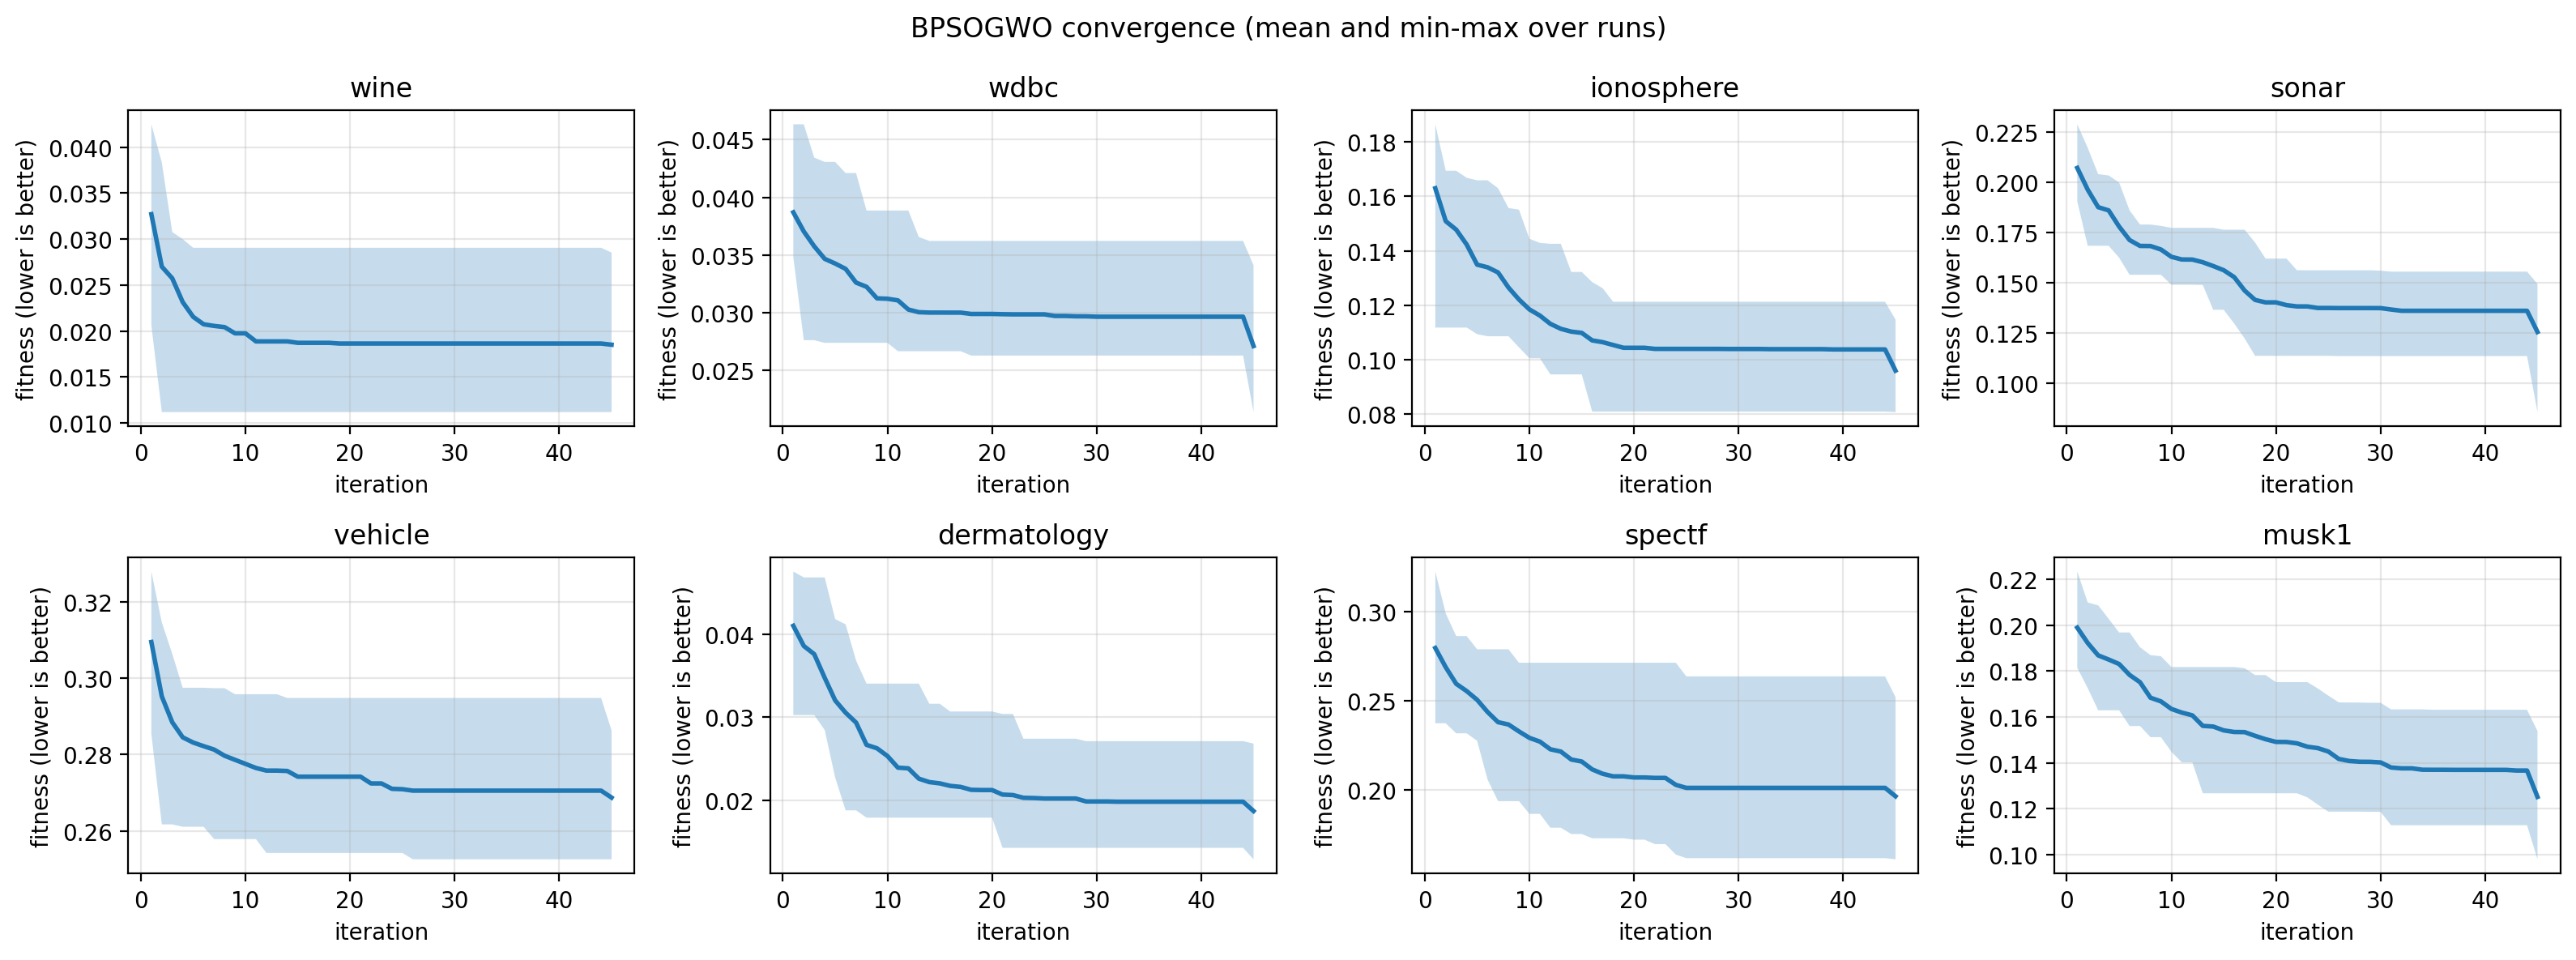 BPSOGWO convergence (mean and min-max over runs)
wine
fitness (lower is better)
0.040
0.035
0.030
0.025
0.020
0.015
0.010
0 10 20 30 40
iteration
wdbc
fitness (lower is better)
0.045
0.040
0.035
0.030
0.025
0 10 20 30 40
iteration
ionosphere
fitness (lower is better)
0.18
0.16
0.14
0.12
0.10
0.08
0 10 20 30 40
iteration
sonar
fitness (lower is better)
0.225
0.200
0.175
0.150
0.125
0.100
0 10 20 30 40
iteration
vehicle
fitness (lower is better)
0.32
0.30
0.28
0.26
0 10 20 30 40
iteration
dermatology
fitness (lower is better)
0.04
0.03
0.02
0 10 20 30 40
iteration
spectf
fitness (lower is better)
0.30
0.25
0.20
0 10 20 30 40
iteration
musk1
fitness (lower is better)
0.22
0.20
0.18
0.16
0.14
0.12
0.10
0 10 20 30 40
iteration